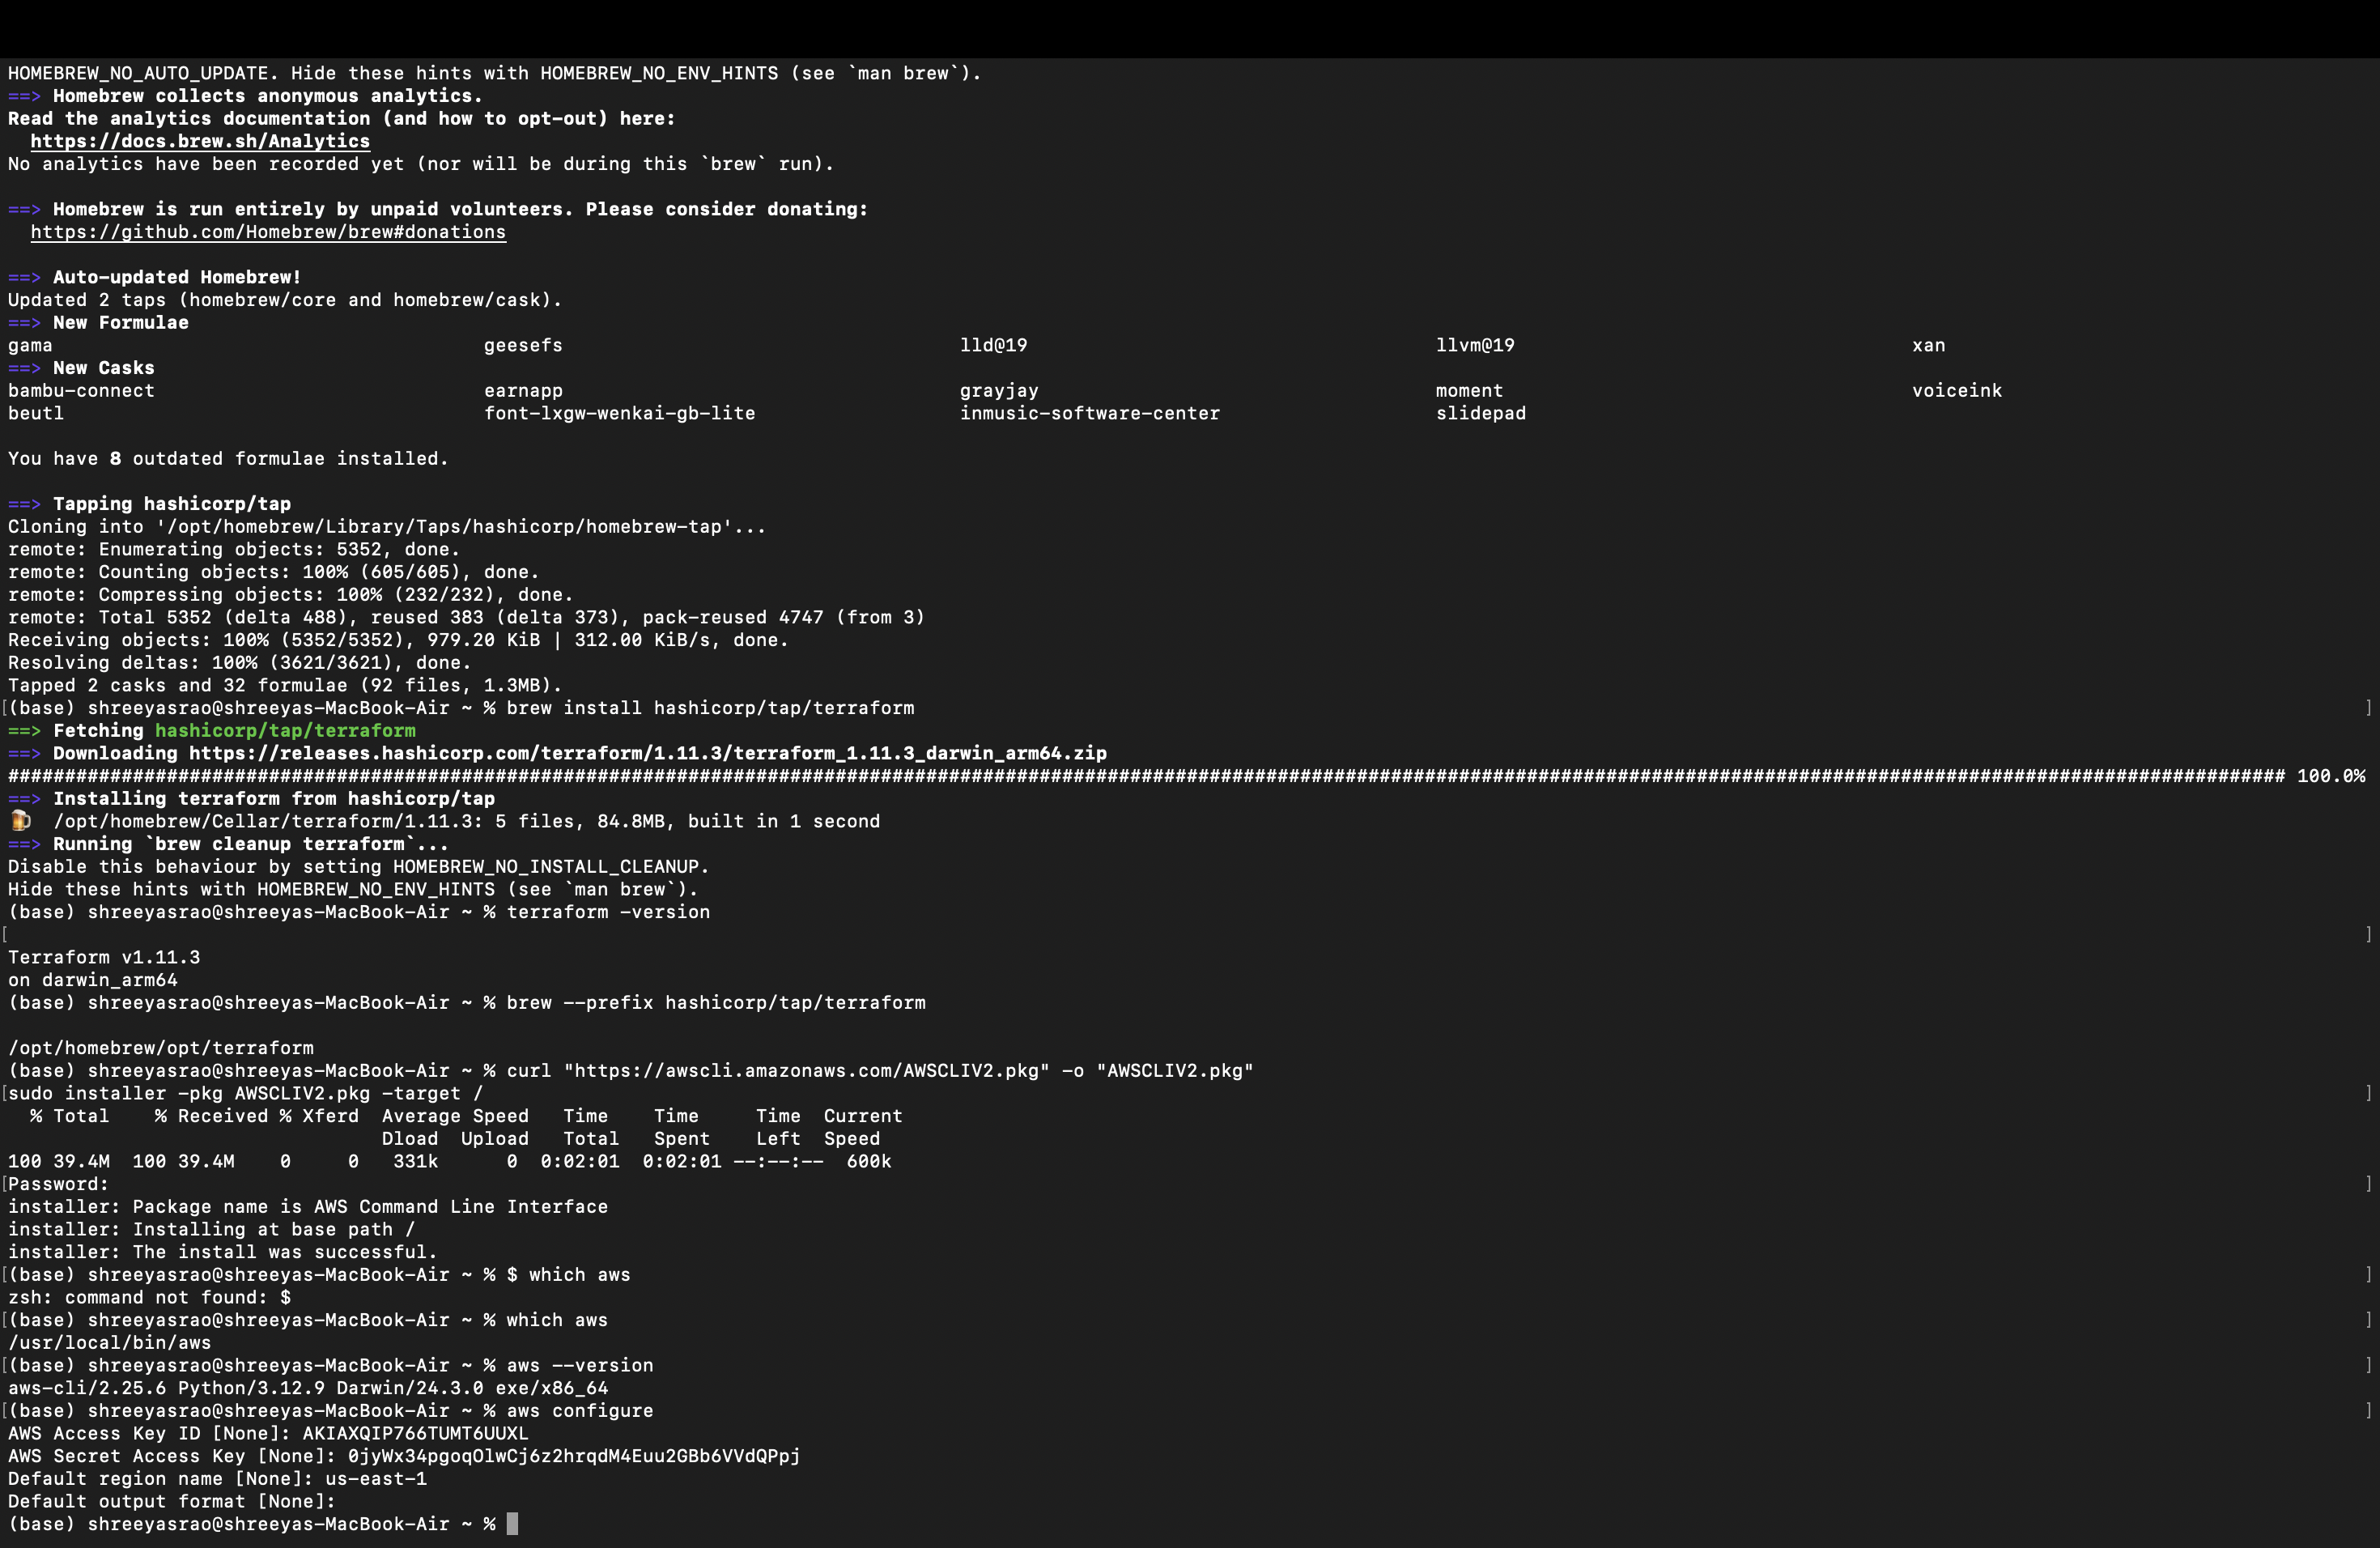 HOMEBREW_NO_AUTO_UPDATE. Hide these hints with HOMEBREW_NO_ENV_HINTS (see `man brew`).
==> Homebrew collects anonymous analytics.
Read the analytics documentation (and how to opt-out) here:
  https://docs.brew.sh/Analytics
No analytics have been recorded yet (nor will be during this `brew` run).
==> Homebrew is run entirely by unpaid volunteers. Please consider donating:
  https://github.com/Homebrew/brew#donations
==> Auto-updated Homebrew!
Updated 2 taps (homebrew/core and homebrew/cask).
==> New Formulae
gama geesefs lld@19 llvm@19 xan
==> New Casks
bambu-connect earnapp grayjay moment voiceink
beutl font-lxgw-wenkai-gb-lite inmusic-software-center slidepad
You have 8 outdated formulae installed.
==> Tapping hashicorp/tap
Cloning into '/opt/homebrew/Library/Taps/hashicorp/homebrew-tap'...
remote: Enumerating objects: 5352, done.
remote: Counting objects: 100% (605/605), done.
remote: Compressing objects: 100% (232/232), done.
remote: Total 5352 (delta 488), reused 383 (delta 373), pack-reused 4747 (from 3)
Receiving objects: 100% (5352/5352), 979.20 KiB | 312.00 KiB/s, done.
Resolving deltas: 100% (3621/3621), done.
Tapped 2 casks and 32 formulae (92 files, 1.3MB).
[(base) shreeyasrao@shreeyas-MacBook-Air ~ % brew install hashicorp/tap/terraform ]
==> Fetching hashicorp/tap/terraform
==> Downloading https://releases.hashicorp.com/terraform/1.11.3/terraform_1.11.3_darwin_arm64.zip
######################################################################################################################################################################################################### 100.0%
==> Installing terraform from hashicorp/tap
🍺  /opt/homebrew/Cellar/terraform/1.11.3: 5 files, 84.8MB, built in 1 second
==> Running `brew cleanup terraform`...
Disable this behaviour by setting HOMEBREW_NO_INSTALL_CLEANUP.
Hide these hints with HOMEBREW_NO_ENV_HINTS (see `man brew`).
(base) shreeyasrao@shreeyas-MacBook-Air ~ % terraform -version
[ ]
Terraform v1.11.3
on darwin_arm64
(base) shreeyasrao@shreeyas-MacBook-Air ~ % brew --prefix hashicorp/tap/terraform
/opt/homebrew/opt/terraform
(base) shreeyasrao@shreeyas-MacBook-Air ~ % curl "https://awscli.amazonaws.com/AWSCLIV2.pkg" -o "AWSCLIV2.pkg"
[sudo installer -pkg AWSCLIV2.pkg -target / ]
  % Total    % Received % Xferd  Average Speed   Time    Time     Time  Current
                                 Dload  Upload   Total   Spent    Left  Speed
100 39.4M  100 39.4M    0     0   331k      0  0:02:01  0:02:01 --:--:--  600k
[Password: ]
installer: Package name is AWS Command Line Interface
installer: Installing at base path /
installer: The install was successful.
[(base) shreeyasrao@shreeyas-MacBook-Air ~ % $ which aws ]
zsh: command not found: $
[(base) shreeyasrao@shreeyas-MacBook-Air ~ % which aws ]
/usr/local/bin/aws
[(base) shreeyasrao@shreeyas-MacBook-Air ~ % aws --version ]
aws-cli/2.25.6 Python/3.12.9 Darwin/24.3.0 exe/x86_64
[(base) shreeyasrao@shreeyas-MacBook-Air ~ % aws configure ]
AWS Access Key ID [None]: AKIAXQIP766TUMT6UUXL
AWS Secret Access Key [None]: 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
Default region name [None]: us-east-1
Default output format [None]:
(base) shreeyasrao@shreeyas-MacBook-Air ~ %